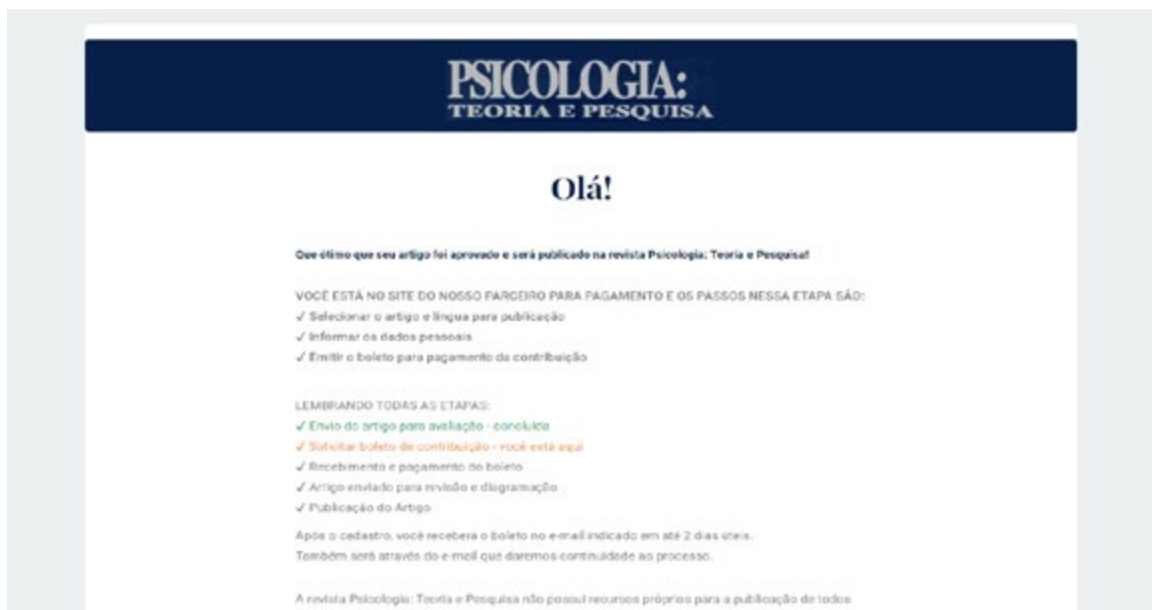 PSICOLOGIA:
TEORIA E PESQUISA
Olá!
Que ótimo que seu artigo foi aprovado e será publicado na revista Psicologia: Teoria e Pesquisa!
VOCÊ ESTÁ NO SITE DO NOSSO PARCEIRO PARA PAGAMENTO E OS PASSOS NESSA ETAPA SÃO:
✓ Selecionar o artigo e língua para publicação
✓ Informar os dados pessoais
✓ Emitir o boleto para pagamento da contribuição
LEMBRANDO TODAS AS ETAPAS:
✓ Envio do artigo para avaliação - concluída
✓ Solicitar boleto de contribuição - você está aqui
✓ Recebimento e pagamento do boleto
✓ Artigo enviado para revisão e diagramação
✓ Publicação do Artigo
Após o cadastro, você recebera o boleto no e-mail indicado em até 2 dias uteis.
Também será através do e-mail que daremos continuidade ao processo.
A revista Psicologia: Teoria e Pesquisa não possui recursos próprios para a publicação de todos